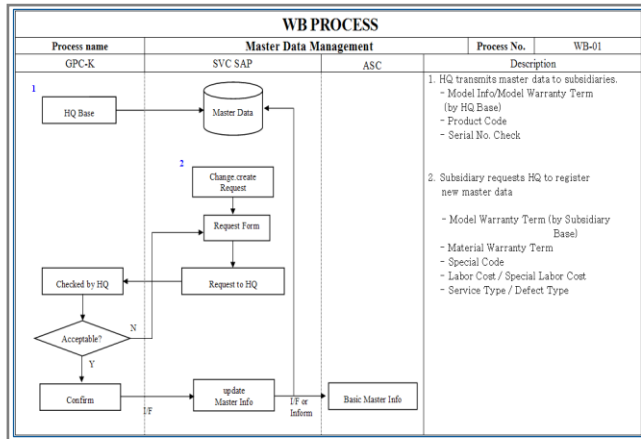 WB PROCESS
Process name
Master Data Management
Process No.
WB-01
GPC-K
SVC SAP
ASC
Description
1
HQ Base
Master Data
2
Change.create
Request
Request Form
Checked by HQ
Request to HQ
Acceptable?
N
Y
Confirm
I/F
update
Master Info
I/F or
Inform
Basic Master Info
1. HQ transmits master data to subsidiaries.
- Model Info/Model Warranty Term
(by HQ Base)
- Product Code
- Serial No. Check
2. Subsidiary requests HQ to register
new master data
- Model Warranty Term (by Subsidiary
Base)
- Material Warranty Term
- Special Code
- Labor Cost / Special Labor Cost
- Service Type / Defect Type